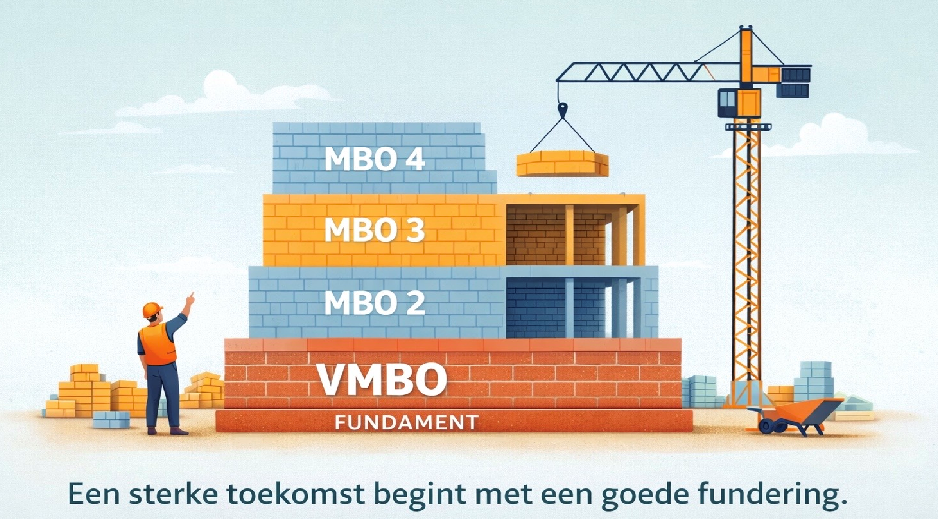 MBO 4
MBO 3
MBO 2
VMBO
FUNDAMENT
Een sterke toekomst begint met een goede fundering.